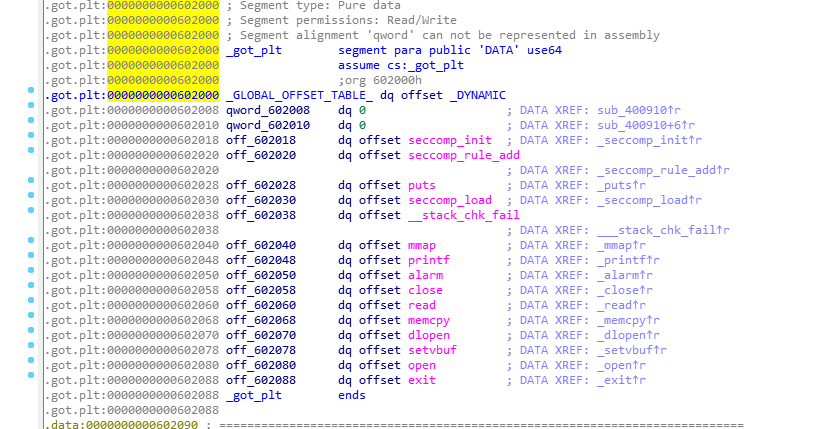 .got.plt:0000000000602000 ; Segment type: Pure data
.got.plt:0000000000602000 ; Segment permissions: Read/Write
.got.plt:0000000000602000 ; Segment alignment 'qword' can not be represented in assembly
.got.plt:0000000000602000 _got_plt segment para public 'DATA' use64
.got.plt:0000000000602000 assume cs:_got_plt
.got.plt:0000000000602000 ;org 602000h
.got.plt:0000000000602000 _GLOBAL_OFFSET_TABLE_ dq offset _DYNAMIC
.got.plt:0000000000602008 qword_602008 dq 0 ; DATA XREF: sub_400910↑r
.got.plt:0000000000602010 qword_602010 dq 0 ; DATA XREF: sub_400910+6↑r
.got.plt:0000000000602018 off_602018 dq offset seccomp_init ; DATA XREF: _seccomp_init↑r
.got.plt:0000000000602020 off_602020 dq offset seccomp_rule_add
.got.plt:0000000000602020 ; DATA XREF: _seccomp_rule_add↑r
.got.plt:0000000000602028 off_602028 dq offset puts ; DATA XREF: _puts↑r
.got.plt:0000000000602030 off_602030 dq offset seccomp_load ; DATA XREF: _seccomp_load↑r
.got.plt:0000000000602038 off_602038 dq offset __stack_chk_fail
.got.plt:0000000000602038 ; DATA XREF: ___stack_chk_fail↑r
.got.plt:0000000000602040 off_602040 dq offset mmap ; DATA XREF: _mmap↑r
.got.plt:0000000000602048 off_602048 dq offset printf ; DATA XREF: _printf↑r
.got.plt:0000000000602050 off_602050 dq offset alarm ; DATA XREF: _alarm↑r
.got.plt:0000000000602058 off_602058 dq offset close ; DATA XREF: _close↑r
.got.plt:0000000000602060 off_602060 dq offset read ; DATA XREF: _read↑r
.got.plt:0000000000602068 off_602068 dq offset memcpy ; DATA XREF: _memcpy↑r
.got.plt:0000000000602070 off_602070 dq offset dlopen ; DATA XREF: _dlopen↑r
.got.plt:0000000000602078 off_602078 dq offset setvbuf ; DATA XREF: _setvbuf↑r
.got.plt:0000000000602080 off_602080 dq offset open ; DATA XREF: _open↑r
.got.plt:0000000000602088 off_602088 dq offset exit ; DATA XREF: _exit↑r
.got.plt:0000000000602088 _got_plt ends
.got.plt:0000000000602088
.data:0000000000602090 ; ===========================================================================